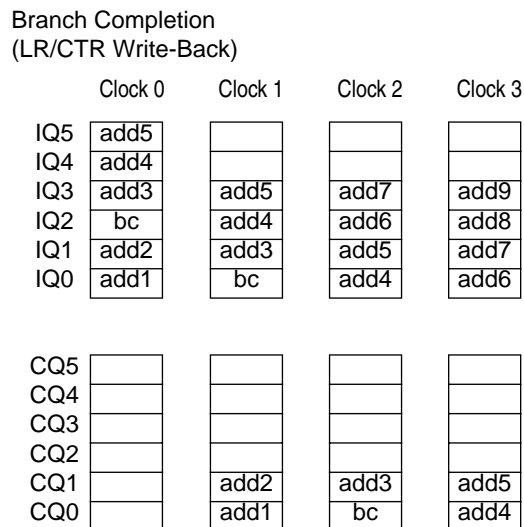 Branch Completion
(LR/CTR Write-Back)
Clock 0 Clock 1 Clock 2 Clock 3
IQ5 add5
IQ4 add4
IQ3 add3 add5 add7 add9
IQ2 bc add4 add6 add8
IQ1 add2 add3 add5 add7
IQ0 add1 bc add4 add6
CQ5
CQ4
CQ3
CQ2
CQ1 add2 add3 add5
CQ0 add1 bc add4